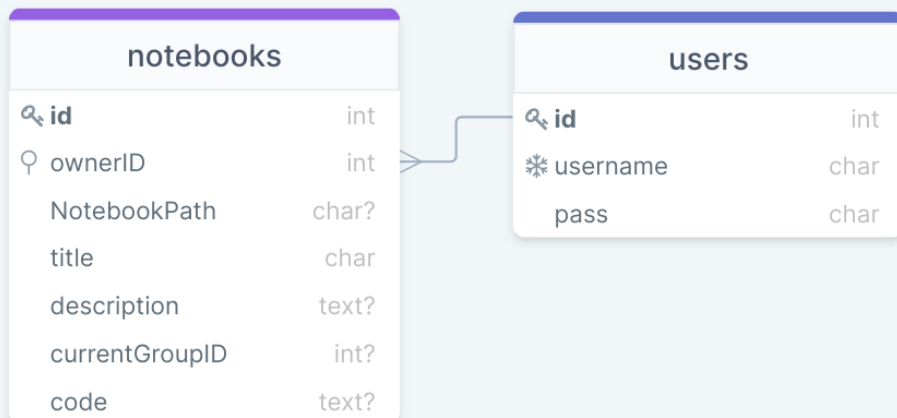 notebooks
id int
ownerID int
NotebookPath char?
title char
description text?
currentGroupID int?
code text?
users
id int
username char
pass char